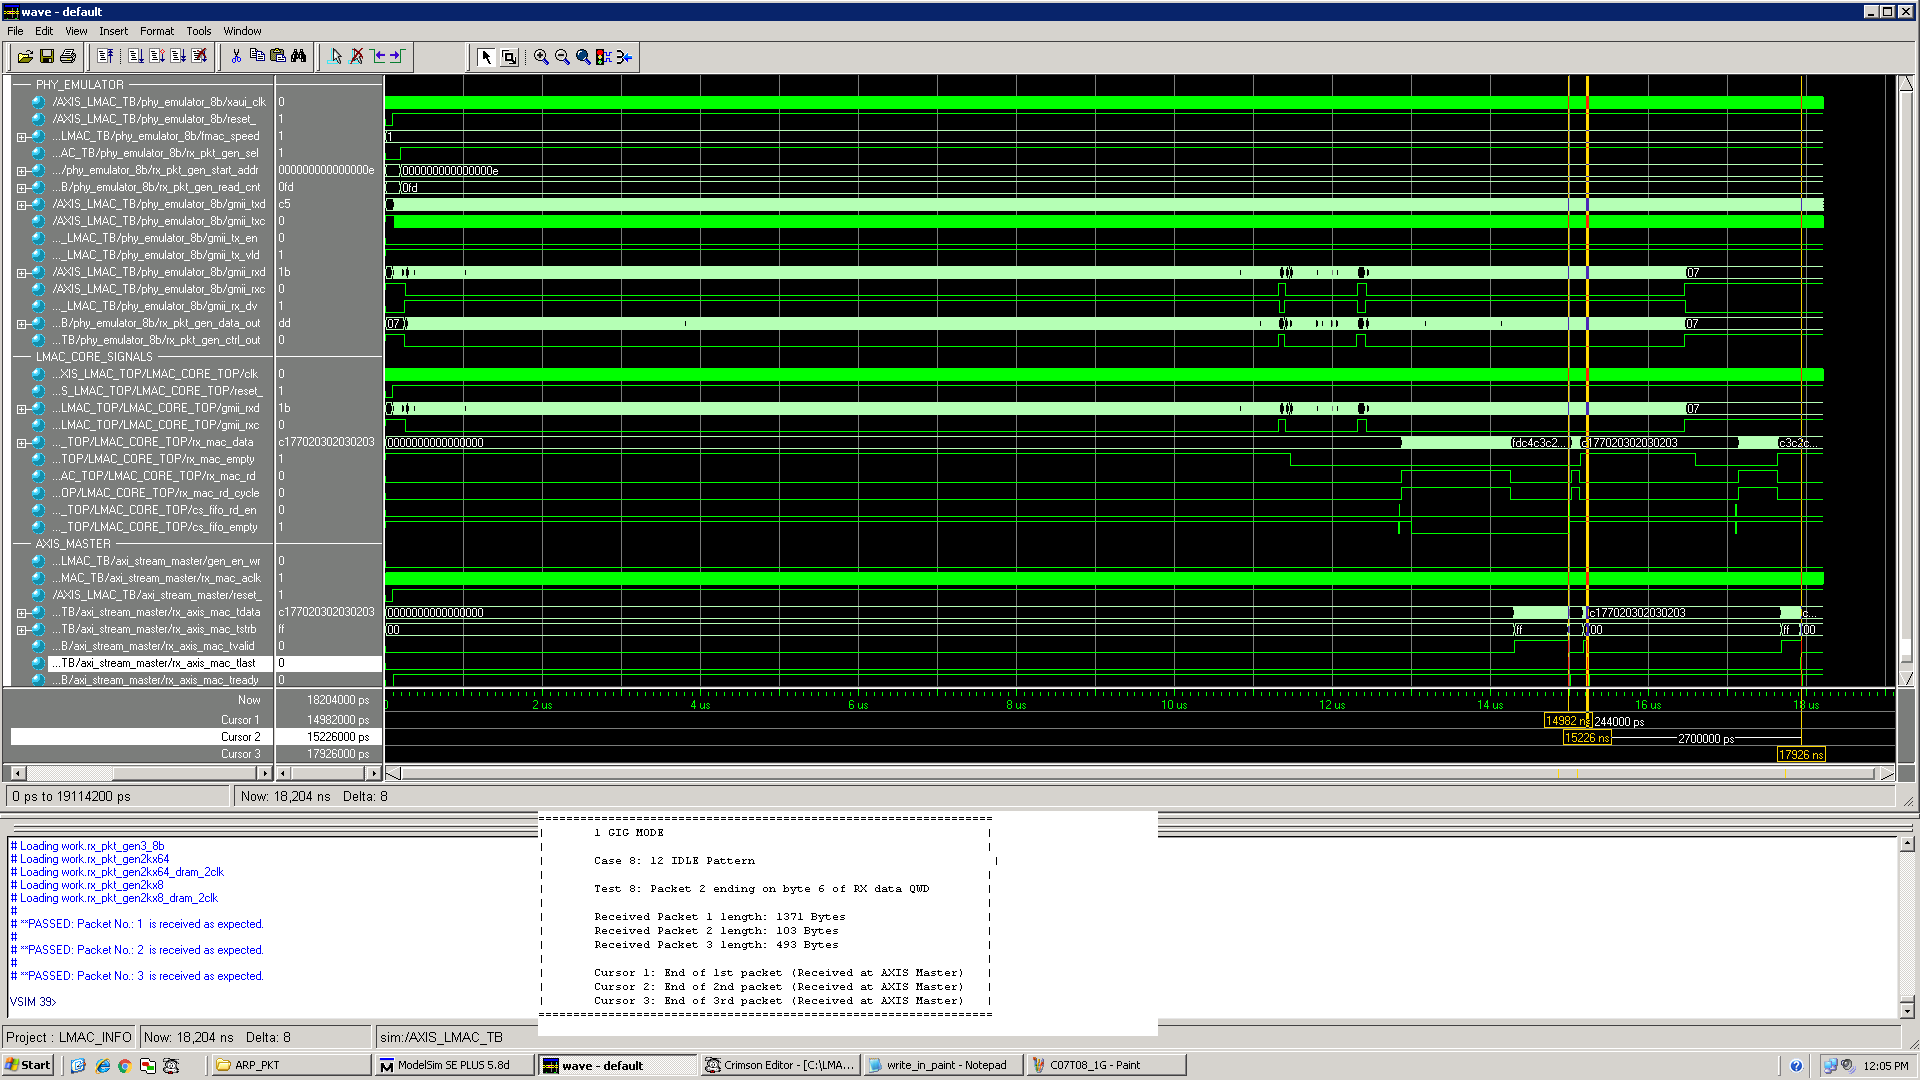 wave - default
File Edit View Insert Format Tools Window
PHY_EMULATOR
/AXIS_LMAC_TB/phy_emulator_8b/xaui_clk 0
/AXIS_LMAC_TB/phy_emulator_8b/reset_ 1
...LMAC_TB/phy_emulator_8b/fmac_speed 1 1
...AC_TB/phy_emulator_8b/rx_pkt_gen_sel 1
.../phy_emulator_8b/rx_pkt_gen_start_addr 000000000000000e 000000000000000e
...B/phy_emulator_8b/rx_pkt_gen_read_cnt 0fd 0fd
/AXIS_LMAC_TB/phy_emulator_8b/gmii_txd c5
/AXIS_LMAC_TB/phy_emulator_8b/gmii_txc 0
..._LMAC_TB/phy_emulator_8b/gmii_tx_en 0
..._LMAC_TB/phy_emulator_8b/gmii_tx_vld 1
/AXIS_LMAC_TB/phy_emulator_8b/gmii_rxd 1b 07
/AXIS_LMAC_TB/phy_emulator_8b/gmii_rxc 0
..._LMAC_TB/phy_emulator_8b/gmii_rx_dv 1
...B/phy_emulator_8b/rx_pkt_gen_data_out dd 07 07
...TB/phy_emulator_8b/rx_pkt_gen_ctrl_out 0
LMAC_CORE_SIGNALS
...XIS_LMAC_TOP/LMAC_CORE_TOP/clk 0
...S_LMAC_TOP/LMAC_CORE_TOP/reset_ 1
...LMAC_TOP/LMAC_CORE_TOP/gmii_rxd 1b 07
...LMAC_TOP/LMAC_CORE_TOP/gmii_rxc 0
..._TOP/LMAC_CORE_TOP/rx_mac_data c177020302030203 0000000000000000 fdc4c3c2... c177020302030203 c3c2c...
...TOP/LMAC_CORE_TOP/rx_mac_empty 1
...AC_TOP/LMAC_CORE_TOP/rx_mac_rd 0
...OP/LMAC_CORE_TOP/rx_mac_rd_cycle 0
..._TOP/LMAC_CORE_TOP/cs_fifo_rd_en 0
..._TOP/LMAC_CORE_TOP/cs_fifo_empty 1
AXIS_MASTER
...LMAC_TB/axi_stream_master/gen_en_wr 0
...MAC_TB/axi_stream_master/rx_mac_aclk 1
/AXIS_LMAC_TB/axi_stream_master/reset_ 1
...TB/axi_stream_master/rx_axis_mac_tdata c177020302030203 0000000000000000 c177020302030203 c...
...TB/axi_stream_master/rx_axis_mac_tstrb ff 00 ff 00 ff 00
...B/axi_stream_master/rx_axis_mac_tvalid 0
...TB/axi_stream_master/rx_axis_mac_tlast 0
...B/axi_stream_master/rx_axis_mac_tready 0
Now 18204000 ps 0 2 us 4 us 6 us 8 us 10 us 12 us 14 us 16 us 18 us
Cursor 1 14982000 ps 14982 ns 244000 ps
Cursor 2 15226000 ps 15226 ns 2700000 ps
Cursor 3 17926000 ps 17926 ns
0 ps to 19114200 ps Now: 18,204 ns Delta: 8
# Loading work.rx_pkt_gen3_8b
# Loading work.rx_pkt_gen2kx64
# Loading work.rx_pkt_gen2kx64_dram_2clk
# Loading work.rx_pkt_gen2kx8
# Loading work.rx_pkt_gen2kx8_dram_2clk
#
# **PASSED: Packet No.: 1 is received as expected.
#
# **PASSED: Packet No.: 2 is received as expected.
#
# **PASSED: Packet No.: 3 is received as expected.
VSIM 39>
1 GIG MODE
Case 8: 12 IDLE Pattern
Test 8: Packet 2 ending on byte 6 of RX data QWD
Received Packet 1 length: 1371 Bytes
Received Packet 2 length: 103 Bytes
Received Packet 3 length: 493 Bytes
Cursor 1: End of 1st packet (Received at AXIS Master)
Cursor 2: End of 2nd packet (Received at AXIS Master)
Cursor 3: End of 3rd packet (Received at AXIS Master)
Project : LMAC_INFO Now: 18,204 ns Delta: 8 sim:/AXIS_LMAC_TB
Start ARP_PKT ModelSim SE PLUS 5.8d wave - default Crimson Editor - [C:\LMA... write_in_paint - Notepad C07T08_1G - Paint 12:05 PM